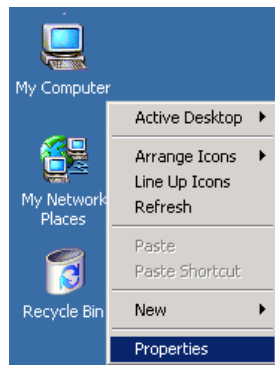 My Computer
My Network
Places
Recycle Bin
Active Desktop
Arrange Icons
Line Up Icons
Refresh
Paste
Paste Shortcut
New
Properties